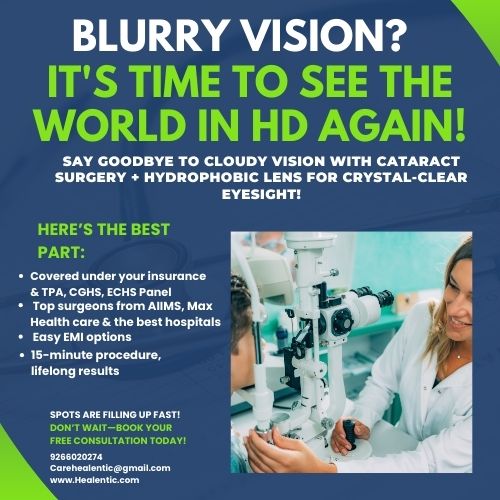 BLURRY VISION?
IT'S TIME TO SEE THE
WORLD IN HD AGAIN!
SAY GOODBYE TO CLOUDY VISION WITH CATARACT
SURGERY + HYDROPHOBIC LENS FOR CRYSTAL-CLEAR
EYESIGHT!
HERE'S THE BEST
PART:
• Covered under your insurance
& TPA, CGHS, ECHS Panel
• Top surgeons from AIIMS, Max
Health care & the best hospitals
• Easy EMI options
• 15-minute procedure,
lifelong results
SPOTS ARE FILLING UP FAST!
DON'T WAIT—BOOK YOUR
FREE CONSULTATION TODAY!
9266020274
Carehealentic@gmail.com
www.Healentic.com